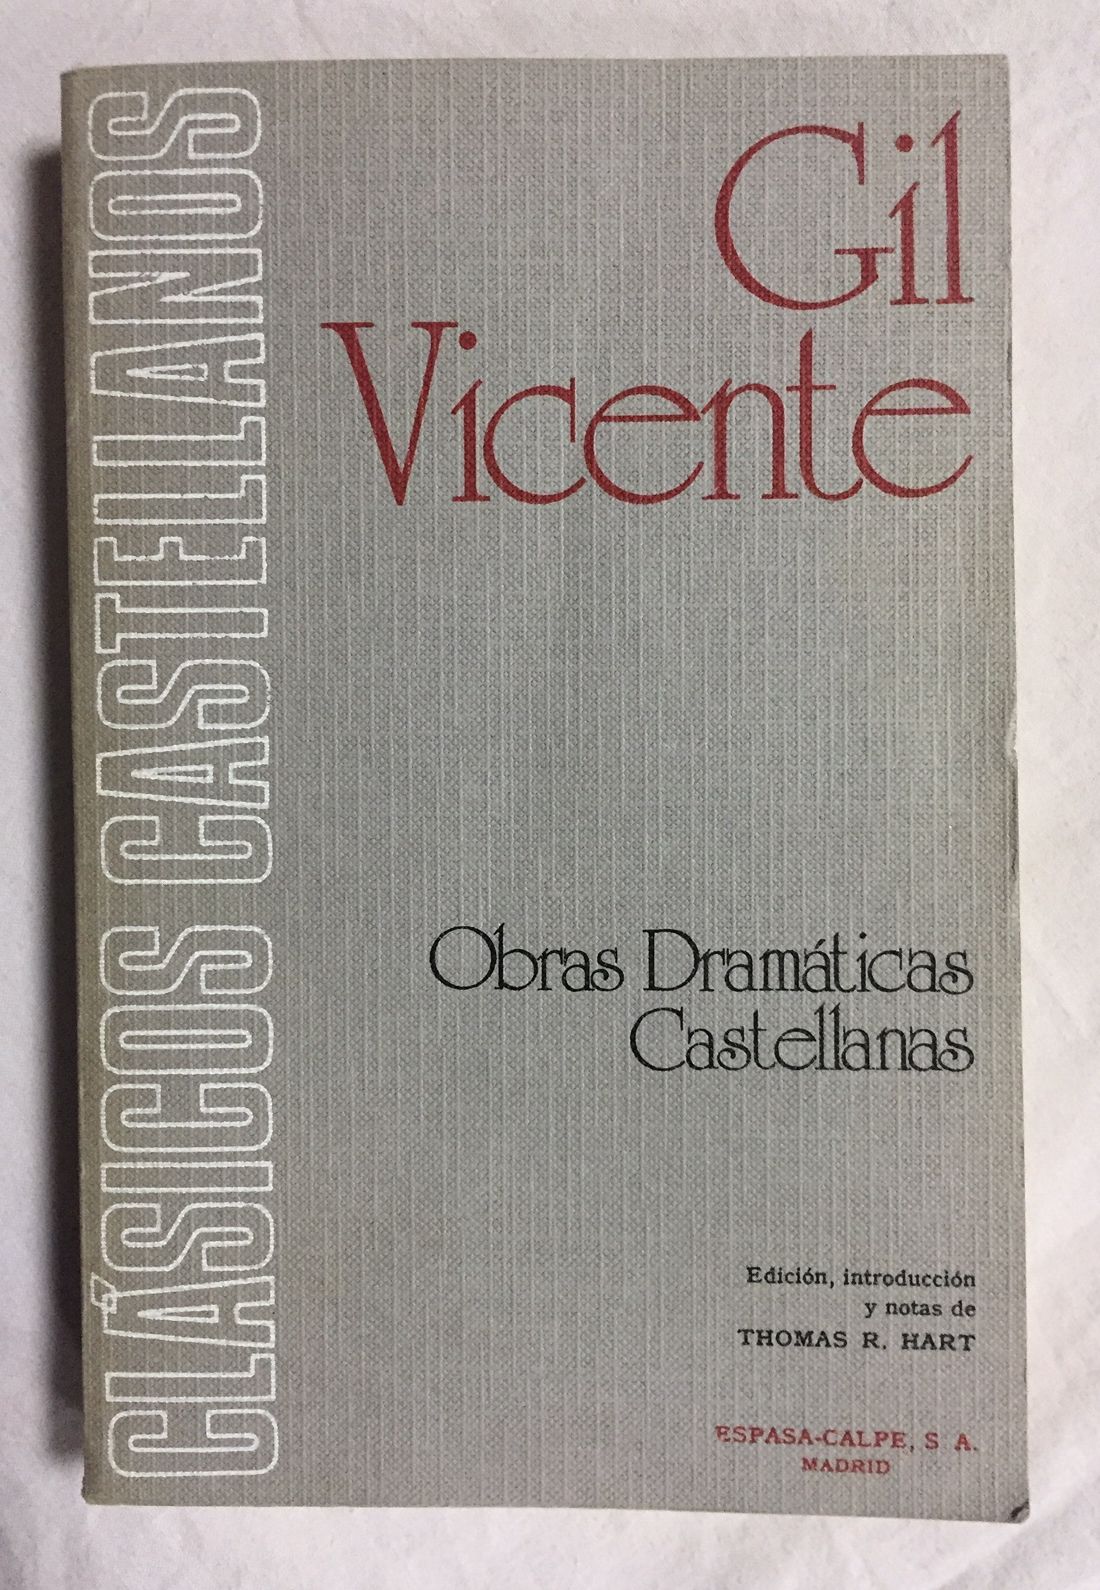 CLÁSICOS CASTELLANOS
Gil
Vicente
Obras Dramáticas
Castellanas
Edición, introducción
y notas de
THOMAS R. HART
ESPASA-CALPE, S A.
MADRID